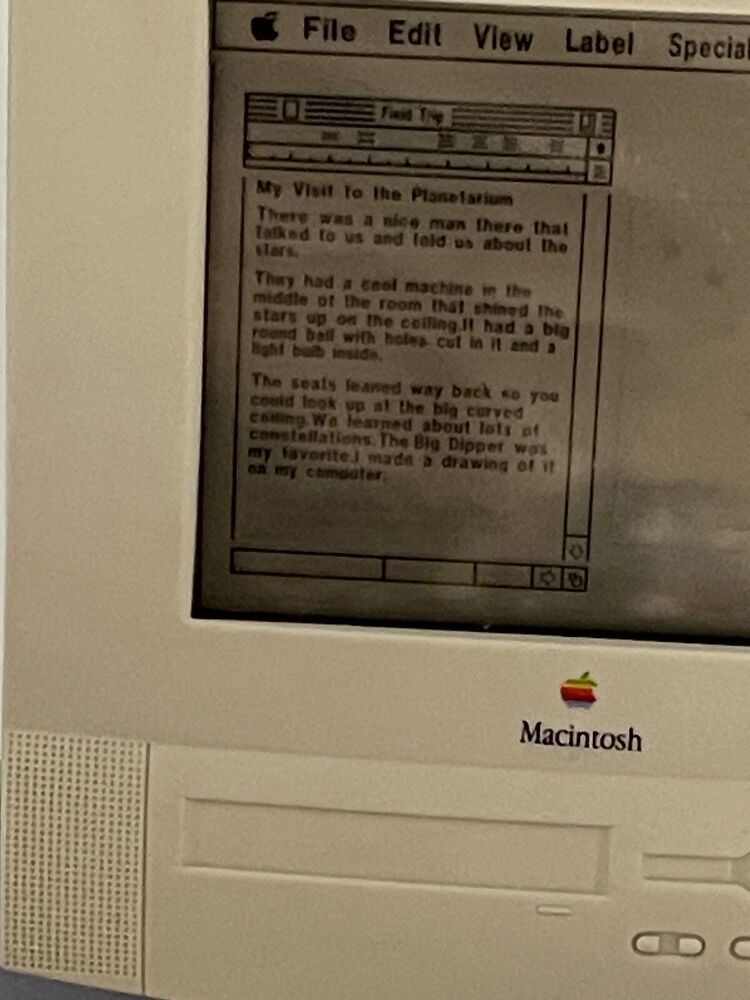 File Edit View Label Special
Field Trip
My Visit to the Planetarium
There was a nice man there that
talked to us and told us about the
stars.
They had a cool machine in the
middle of the room that shined the
stars up on the ceiling.It had a big
round ball with holes cut in it and a
light bulb inside.
The seats leaned way back so you
could look up at the big curved
ceiling.We learned about lots of
constellations.The Big Dipper was
my favorite.I made a drawing of it
on my computer.
Macintosh